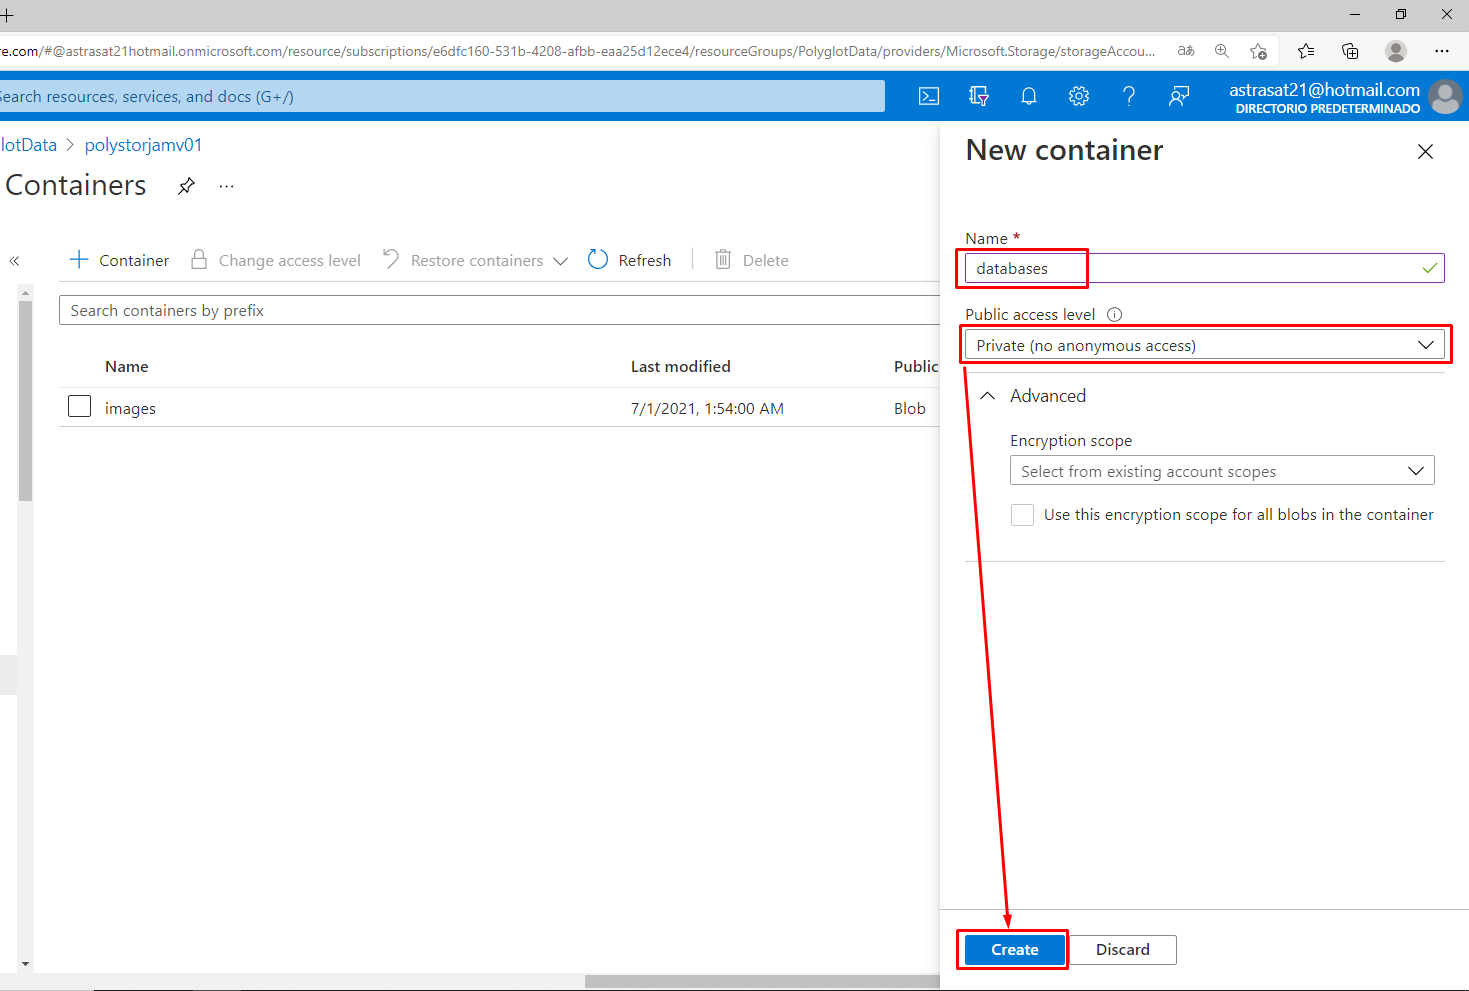 re.com/#@astrasat21hotmail.onmicrosoft.com/resource/subscriptions/e6dfc160-531b-4208-afbb-eaa25d12ece4/resourceGroups/PolyglotData/providers/Microsoft.Storage/storageAccou...
Search resources, services, and docs (G+/)
astrasat21@hotmail.com
DIRECTORIO PREDETERMINADO
lotData > polystorjamv01
Containers
...
Container
Change access level
Restore containers
Refresh
Delete
Search containers by prefix
Name Last modified Public
images 7/1/2021, 1:54:00 AM Blob
New container
Name *
databases
Public access level
Private (no anonymous access)
Advanced
Encryption scope
Select from existing account scopes
Use this encryption scope for all blobs in the container
Create
Discard